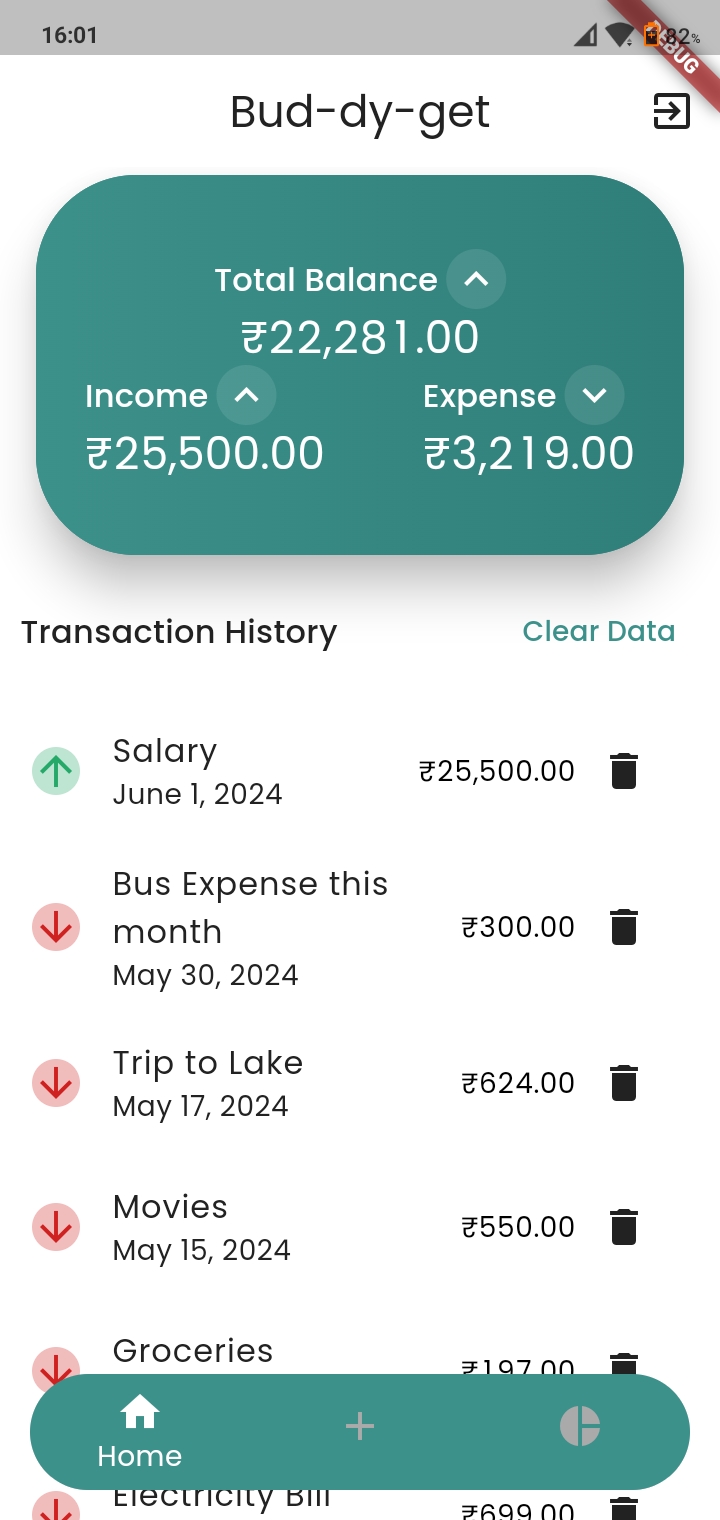 16:01
82%
DEBUG
Bud-dy-get
Total Balance
₹22,281.00
Income
Expense
₹25,500.00
₹3,219.00
Transaction History
Clear Data
Salary
₹25,500.00
June 1, 2024
Bus Expense this
month
₹300.00
May 30, 2024
Trip to Lake
₹624.00
May 17, 2024
Movies
₹550.00
May 15, 2024
Groceries
₹197.00
Home
Electricity Bill
₹699.00